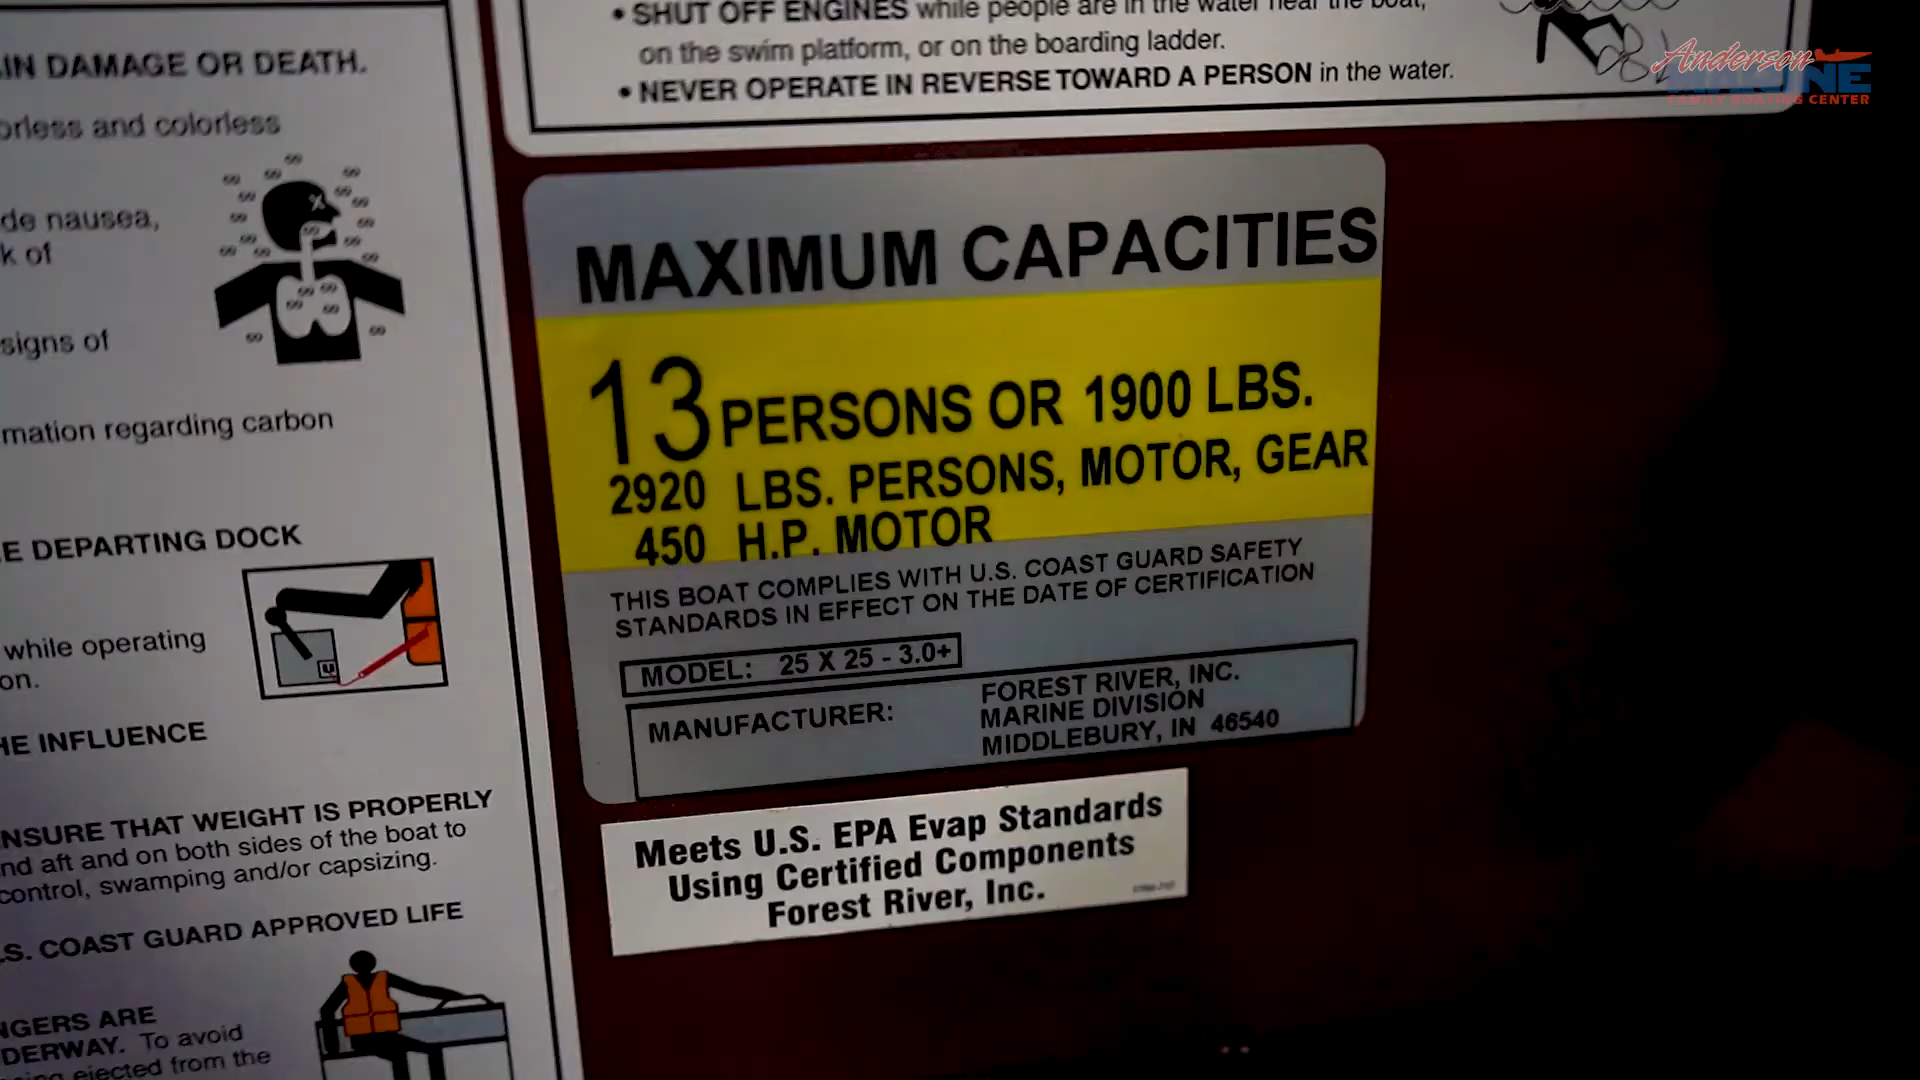 IN DAMAGE OR DEATH.
orless and colorless
de nausea,
k of
signs of
mation regarding carbon
E DEPARTING DOCK
while operating
on.
HE INFLUENCE
NSURE THAT WEIGHT IS PROPERLY
nd aft and on both sides of the boat to
control, swamping and/or capsizing.
.S. COAST GUARD APPROVED LIFE
NGERS ARE
DERWAY. To avoid
ejected from the
• SHUT OFF ENGINES while people are in the water near the boat,
on the swim platform, or on the boarding ladder.
• NEVER OPERATE IN REVERSE TOWARD A PERSON in the water.
Anderson
MARINE
FAMILY BOATING CENTER
MAXIMUM CAPACITIES
13 PERSONS OR 1900 LBS.
2920 LBS. PERSONS, MOTOR, GEAR
450 H.P. MOTOR
THIS BOAT COMPLIES WITH U.S. COAST GUARD SAFETY
STANDARDS IN EFFECT ON THE DATE OF CERTIFICATION
MODEL: 25 X 25 - 3.0+
MANUFACTURER: FOREST RIVER, INC.
MARINE DIVISION
MIDDLEBURY, IN 46540
Meets U.S. EPA Evap Standards
Using Certified Components
Forest River, Inc.